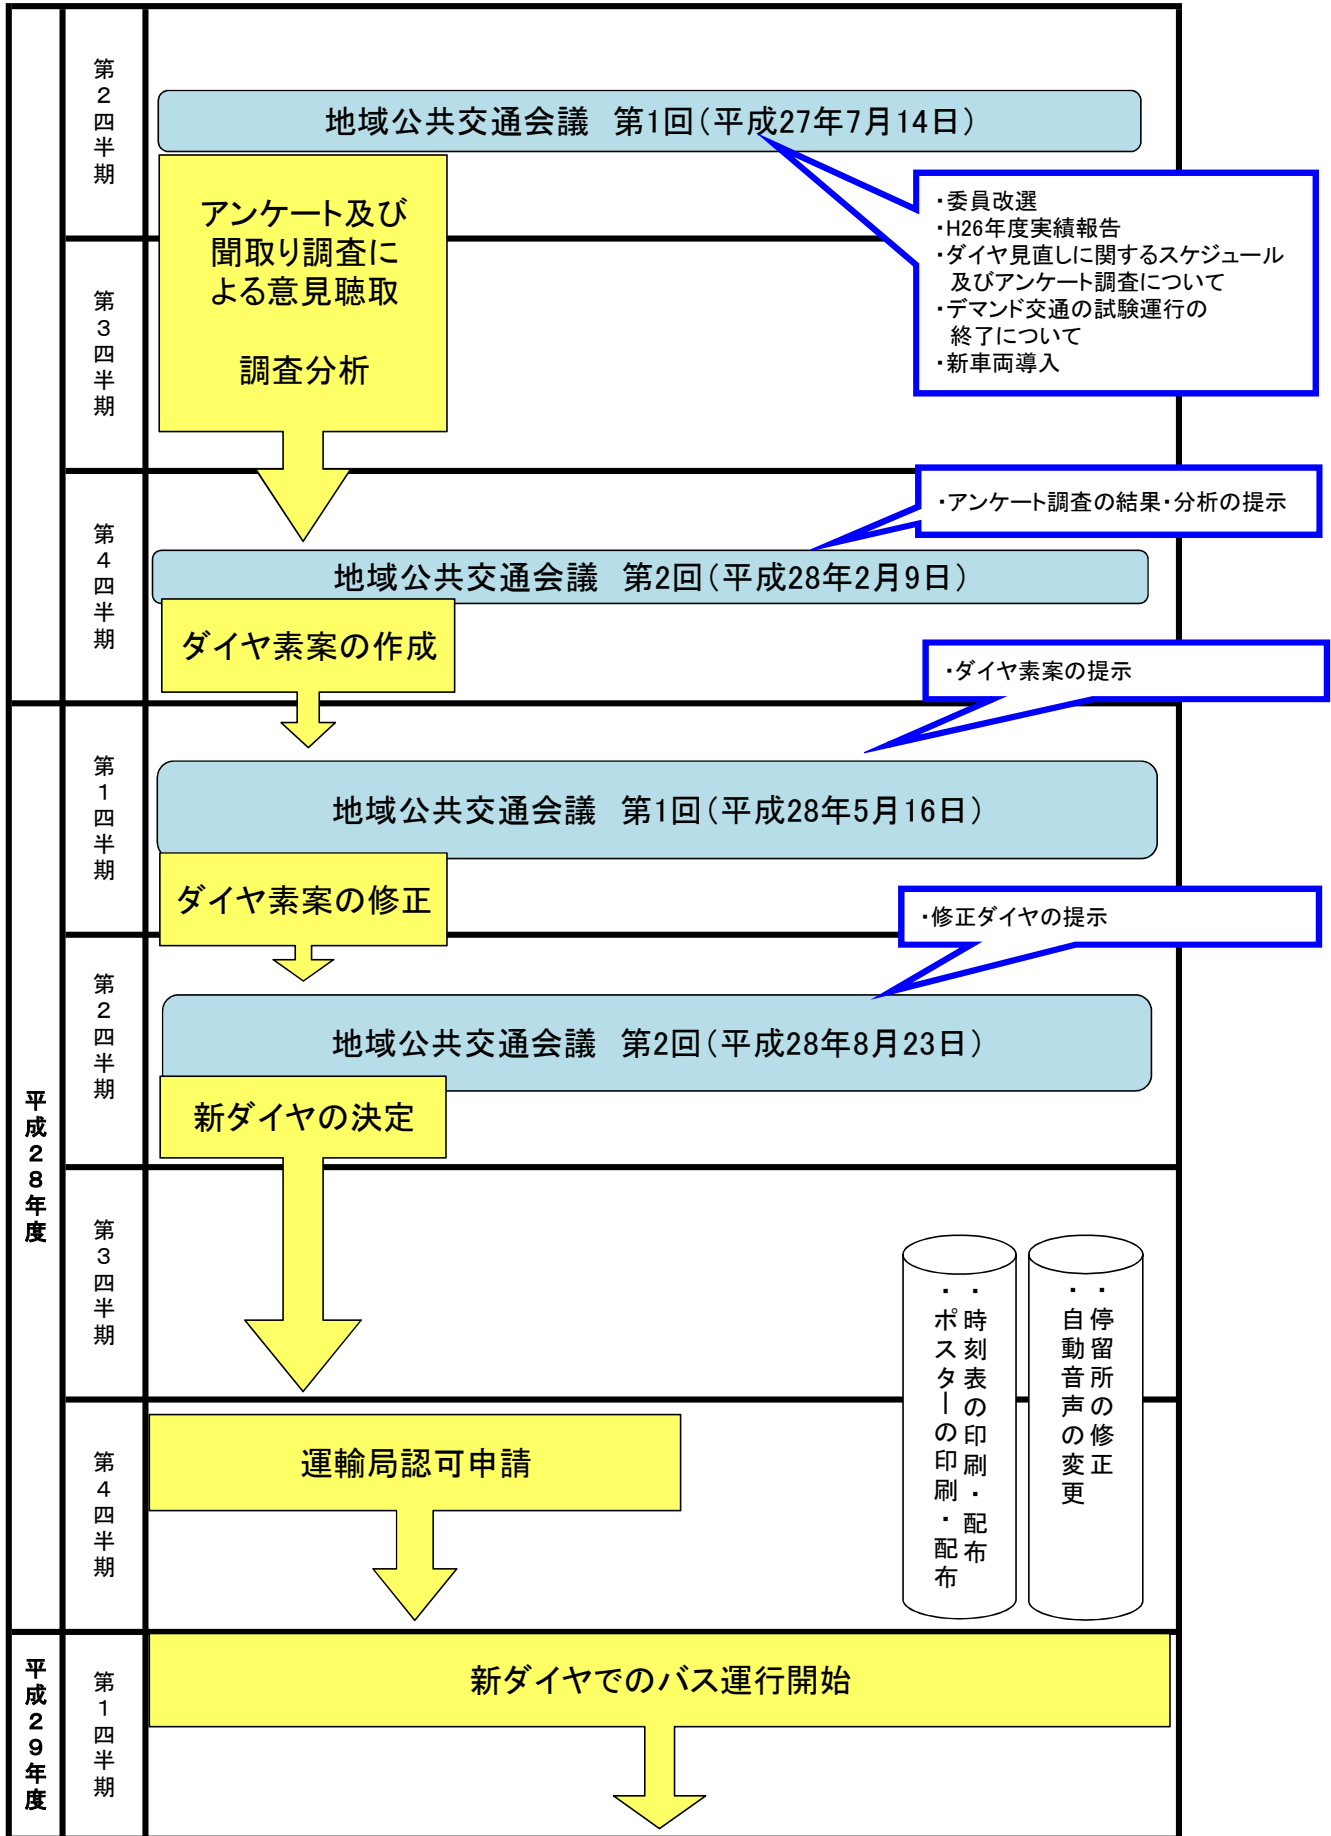 第2四半期
地域公共交通会議　第1回(平成27年7月14日)
・委員改選
・H26年度実績報告
・ダイヤ見直しに関するスケジュール
及びアンケート調査について
・デマンド交通の試験運行の
終了について
・新車両導入
アンケート及び
聞取り調査に
よる意見聴取
調査分析
第3四半期
第4四半期
・アンケート調査の結果・分析の提示
地域公共交通会議　第2回(平成28年2月9日)
ダイヤ素案の作成
・ダイヤ素案の提示
平成28年度
第1四半期
地域公共交通会議　第1回(平成28年5月16日)
ダイヤ素案の修正
・修正ダイヤの提示
第2四半期
地域公共交通会議　第2回(平成28年8月23日)
新ダイヤの決定
第3四半期
・停留所の修正
・自動音声の変更
・時刻表の印刷・配布
・ポスターの印刷・配布
第4四半期
運輸局認可申請
平成29年度
第1四半期
新ダイヤでのバス運行開始